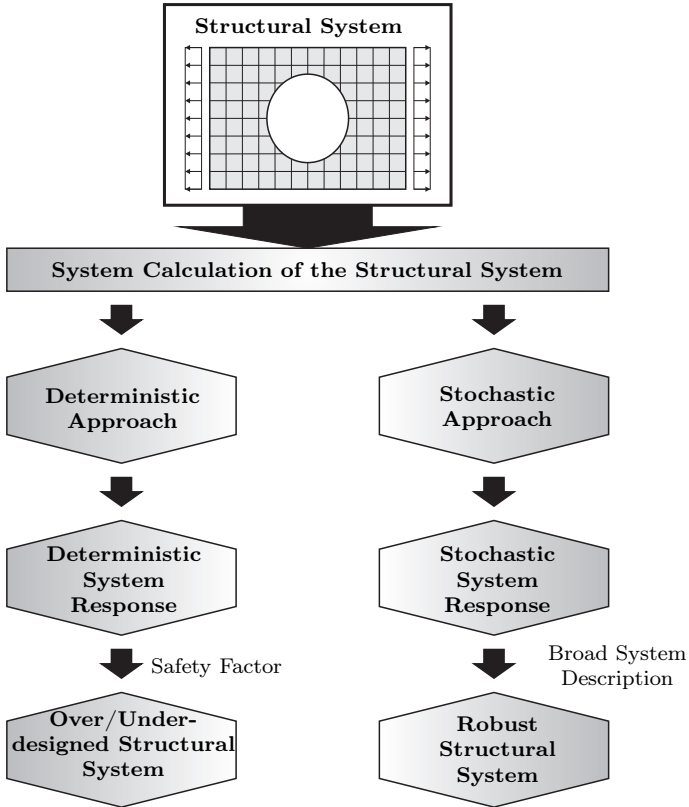 Structural System
System Calculation of the Structural System
Deterministic
Approach
Stochastic
Approach
Deterministic
System
Response
Stochastic
System
Response
Safety Factor
Broad System
Description
Over/Under-
designed Structural
System
Robust
Structural
System